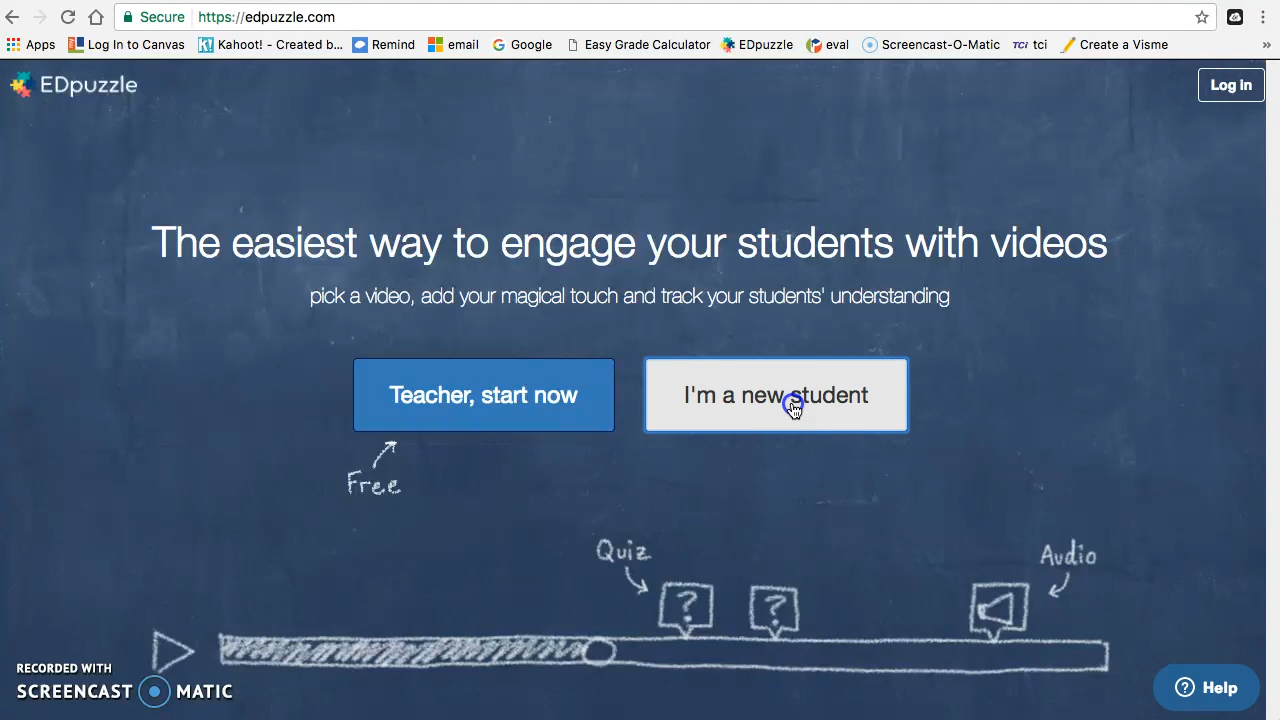 Secure https://edpuzzle.com
Apps Log In to Canvas K! Kahoot! - Created b... Remind email G Google Easy Grade Calculator EDpuzzle eval Screencast-O-Matic TCi tci Create a Visme »
EDpuzzle
Log in
The easiest way to engage your students with videos
pick a video, add your magical touch and track your students' understanding
Teacher, start now
I'm a new student
Free
Quiz
Audio
? ?
RECORDED WITH
SCREENCAST MATIC
? Help